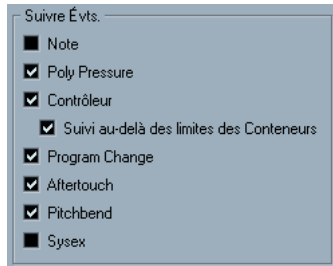 Suivre Évts.
Note
Poly Pressure
Contrôleur
Suivi au-delà des limites des Conteneurs
Program Change
Aftertouch
Pitchbend
Sysex